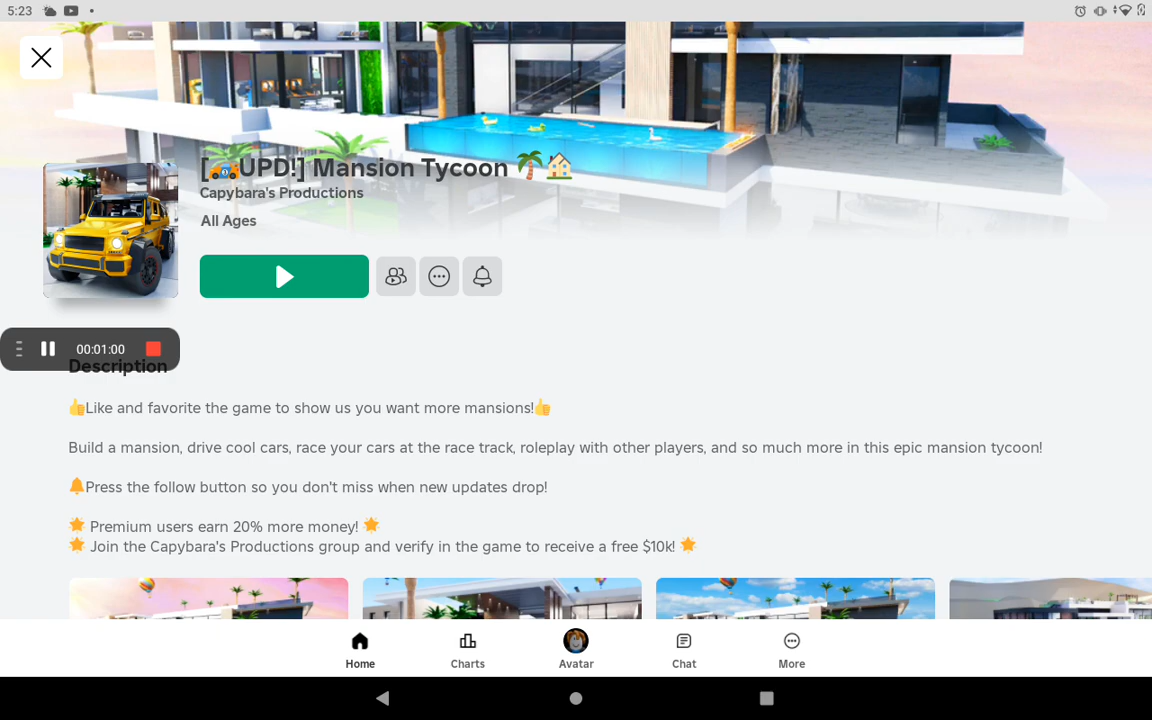 5:23
[🚙UPD!] Mansion Tycoon 🌴🏠
Capybara's Productions
All Ages
00:01:00
Description
👍Like and favorite the game to show us you want more mansions!👍
Build a mansion, drive cool cars, race your cars at the race track, roleplay with other players, and so much more in this epic mansion tycoon!
🔔Press the follow button so you don't miss when new updates drop!
🌟 Premium users earn 20% more money! 🌟
🌟 Join the Capybara's Productions group and verify in the game to receive a free $10k! 🌟
Home Charts Avatar Chat More